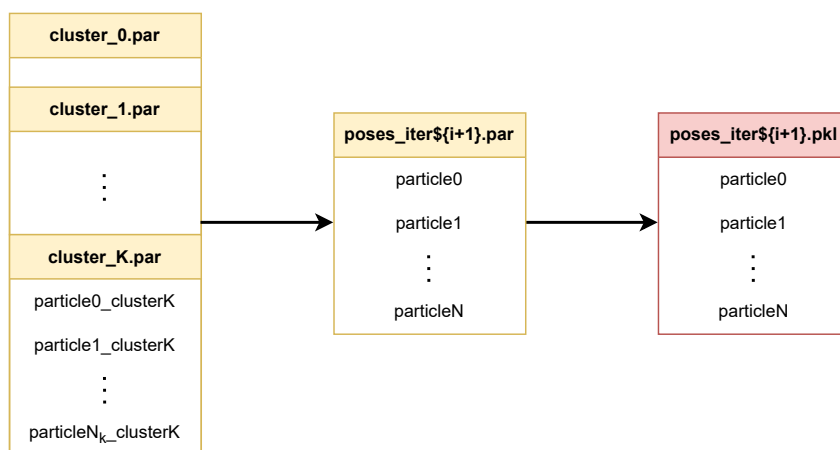 cluster_0.par
cluster_1.par
⋮
cluster_K.par
particle0_clusterK
particle1_clusterK
⋮
particleNk_clusterK
poses_iter${i+1}.par
particle0
particle1
⋮
particleN
poses_iter${i+1}.pkl
particle0
particle1
⋮
particleN